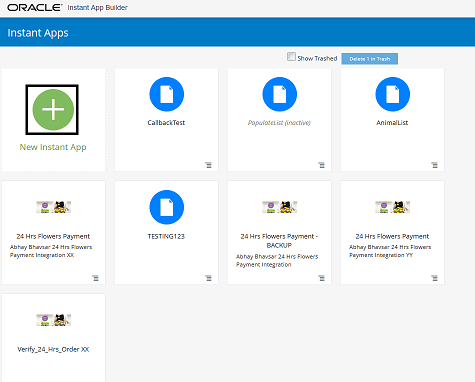 ORACLE Instant App Builder
Instant Apps
Show Trashed Delete 1 in Trash
New Instant App
CallbackTest
PopulateList (inactive)
AnimalList
24 Hrs Flowers Payment
Abhay Bhavsar 24 Hrs Flowers
Payment Integration XX
TESTING123
24 Hrs Flowers Payment -
BACKUP
Abhay Bhavsar 24 Hrs Flowers
Payment Integration
24 Hrs Flowers Payment
Abhay Bhavsar 24 Hrs Flowers
Payment Integration YY
Verify_24_Hrs_Order XX